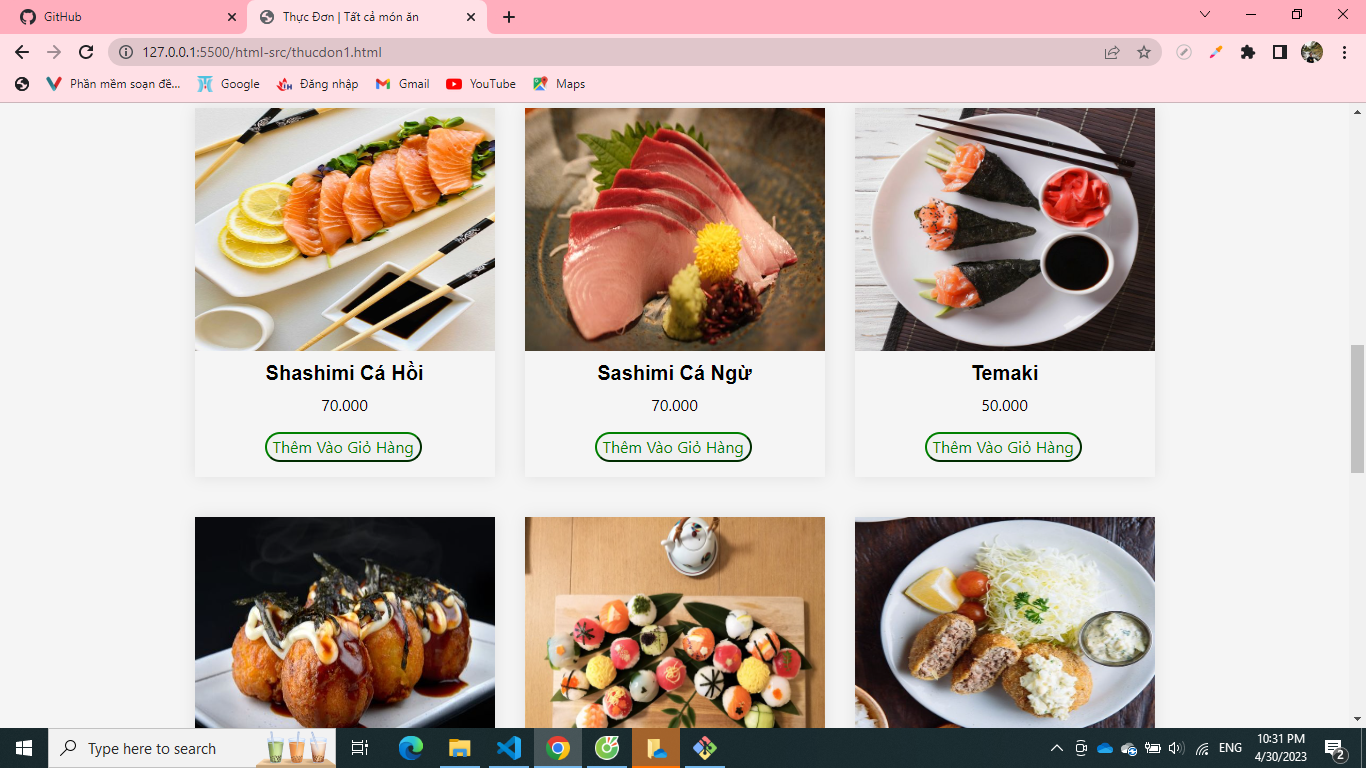 GitHub
Thực Đơn | Tất cả món ăn
127.0.0.1:5500/html-src/thucdon1.html
Phần mềm soạn đề...
Google
Đăng nhập
Gmail
YouTube
Maps
Shashimi Cá Hồi
Sashimi Cá Ngừ
Temaki
70.000
70.000
50.000
Thêm Vào Giỏ Hàng
Thêm Vào Giỏ Hàng
Thêm Vào Giỏ Hàng
Type here to search
ENG
10:31 PM
4/30/2023
2